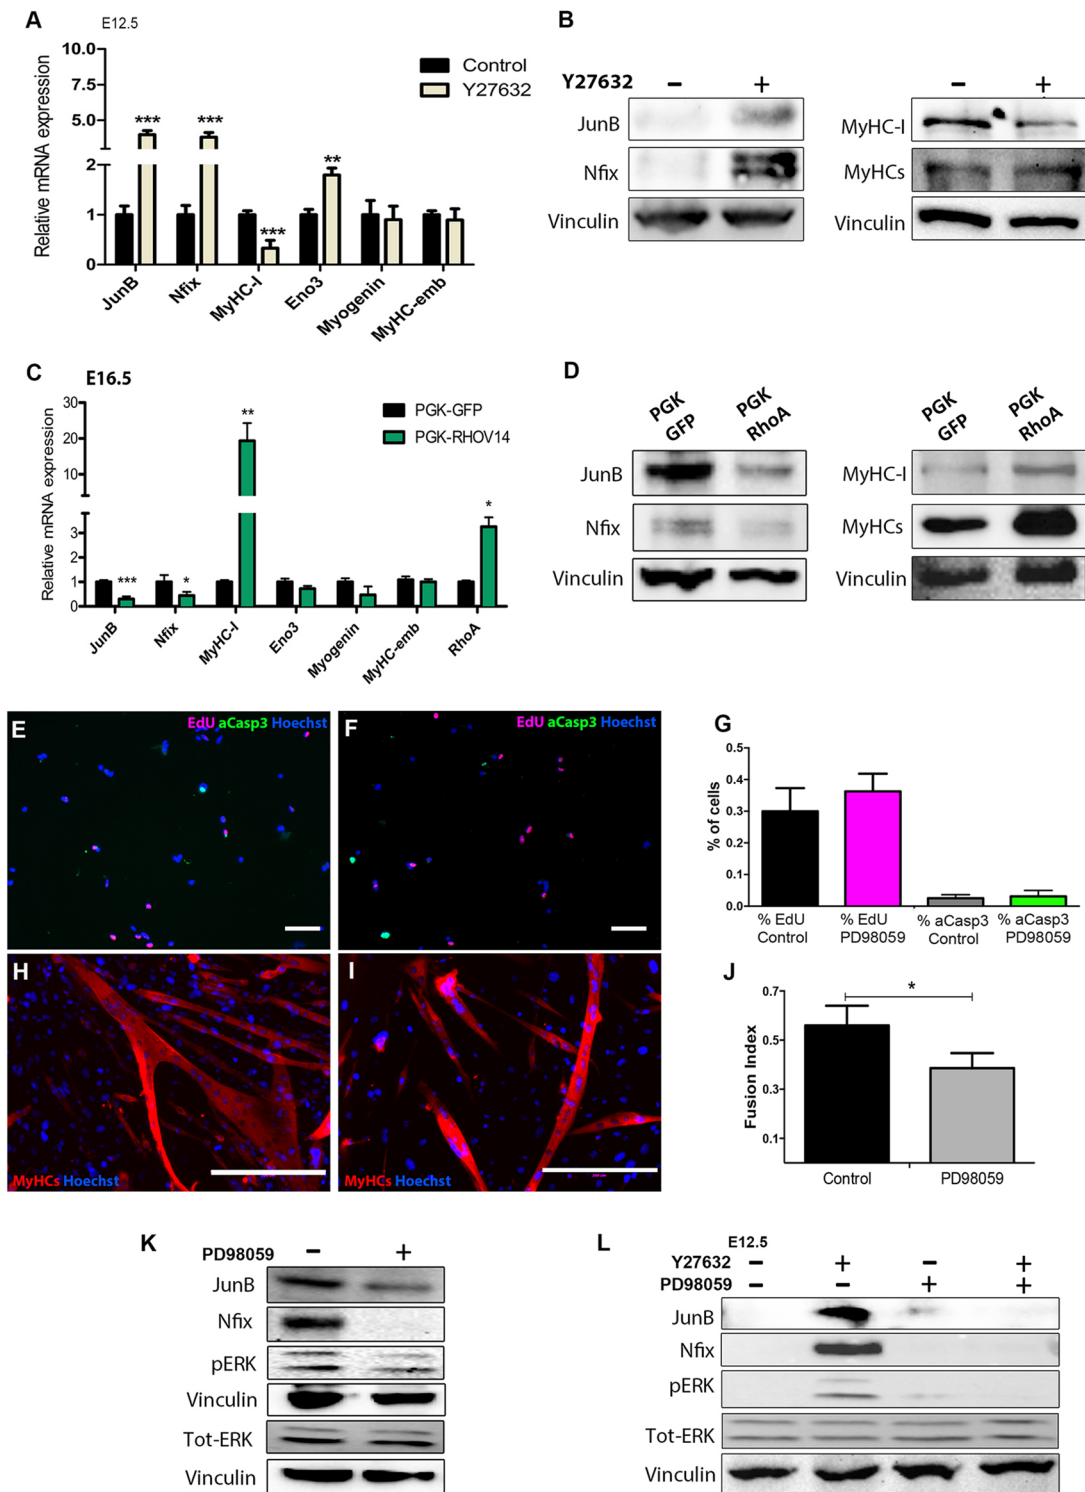 A
E12.5
Relative mRNA expression
10.0
7.5
5.0
2
1
0
Control
Y27632
***
***
***
**
JunB
Nfix
MyHC-I
Eno3
Myogenin
MyHC-emb
B
Y27632 - +
JunB
Nfix
Vinculin
- +
MyHC-I
MyHCs
Vinculin
C
E16.5
Relative mRNA expression
30
20
10
3
2
1
0
PGK-GFP
PGK-RHOV14
***
*
**
*
JunB
Nfix
MyHC-I
Eno3
Myogenin
MyHC-emb
RhoA
D
PGK GFP
PGK RhoA
JunB
Nfix
Vinculin
PGK GFP
PGK RhoA
MyHC-I
MyHCs
Vinculin
E
EdU aCasp3 Hoechst
F
EdU aCasp3 Hoechst
G
% of cells
0.5
0.4
0.3
0.2
0.1
0.0
% EdU Control
% EdU PD98059
% aCasp3 Control
% aCasp3 PD98059
H
MyHCs Hoechst
I
MyHCs Hoechst
J
Fusion Index
0.7
0.5
0.3
0.1
*
Control
PD98059
K
PD98059 - +
JunB
Nfix
pERK
Vinculin
Tot-ERK
Vinculin
L
E12.5
Y27632 - + - +
PD98059 - - + +
JunB
Nfix
pERK
Tot-ERK
Vinculin